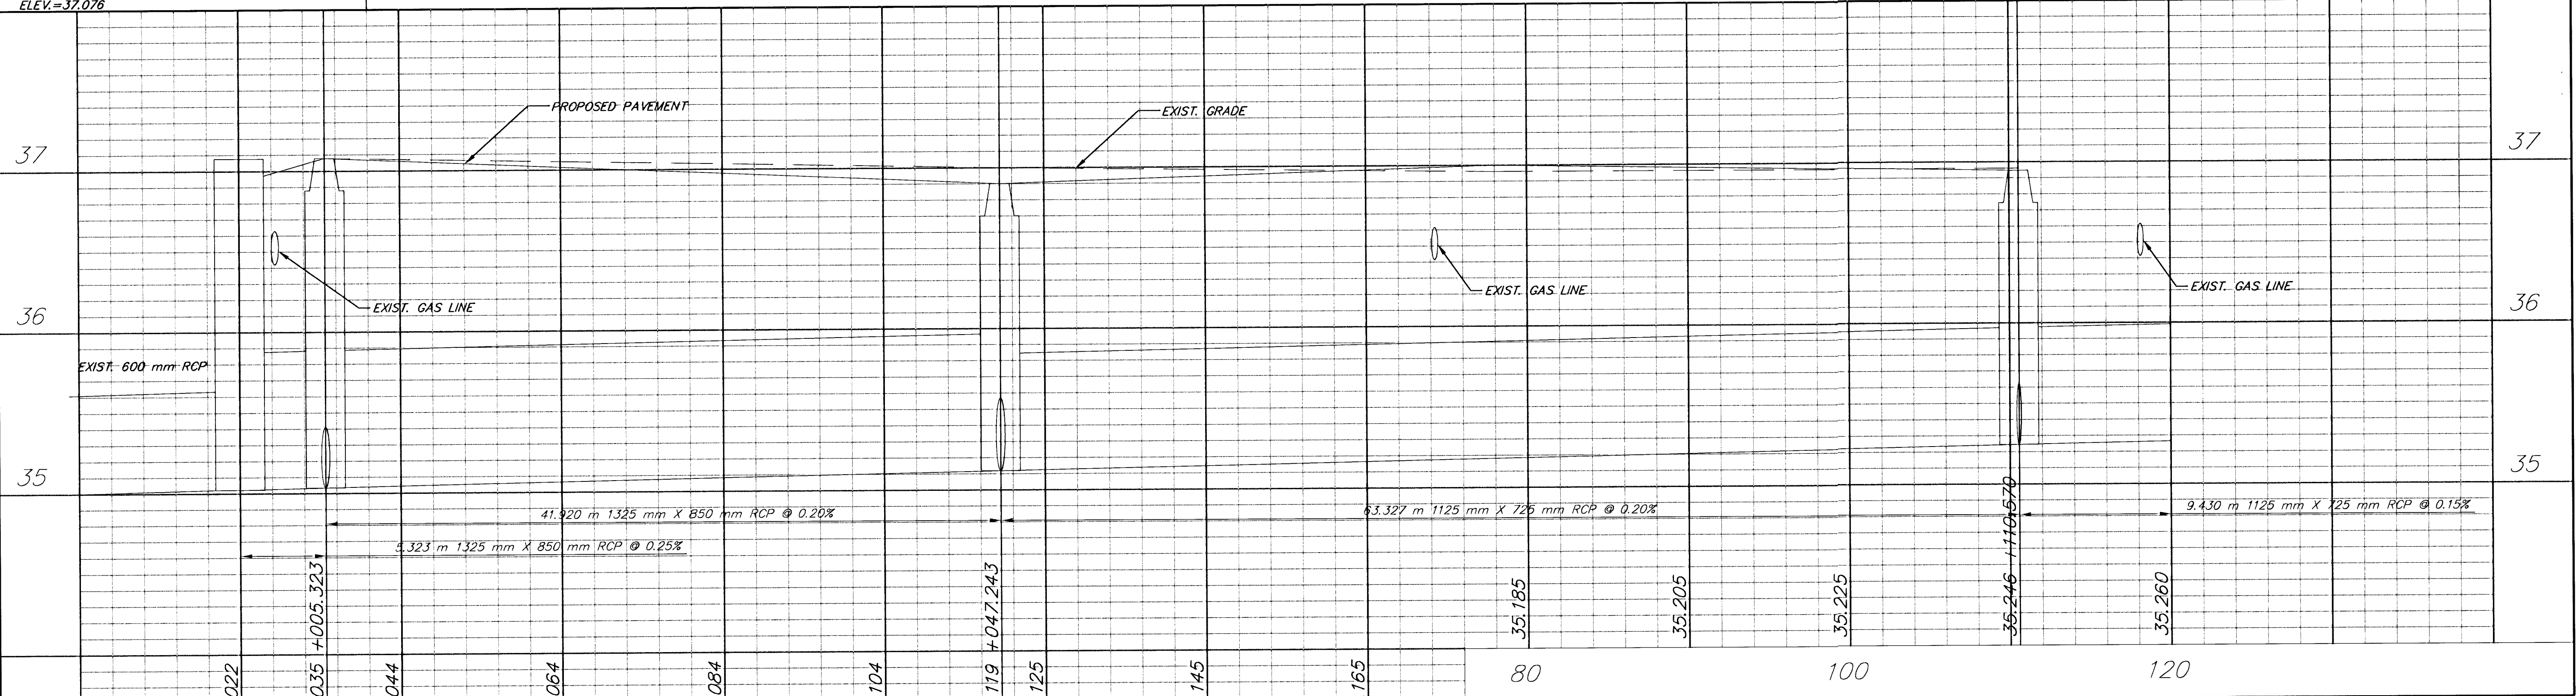 ELEV.=37.076
PROPOSED PAVEMENT
EXIST. GRADE
37
37
EXIST. GAS LINE
EXIST. GAS LINE
EXIST. GAS LINE
36
36
EXIST. 600 mm RCP
35
35
41.920 m 1325 mm X 850 mm RCP @ 0.20%
63.327 m 1125 mm X 725 mm RCP @ 0.20%
9.430 m 1125 mm X 725 mm RCP @ 0.15%
5.323 m 1325 mm X 850 mm RCP @ 0.25%
022
035 +005.323
044
064
084
104
119 +047.243
125
145
165
35.185
35.205
35.225
35.246 +110.570
35.260
80
100
120